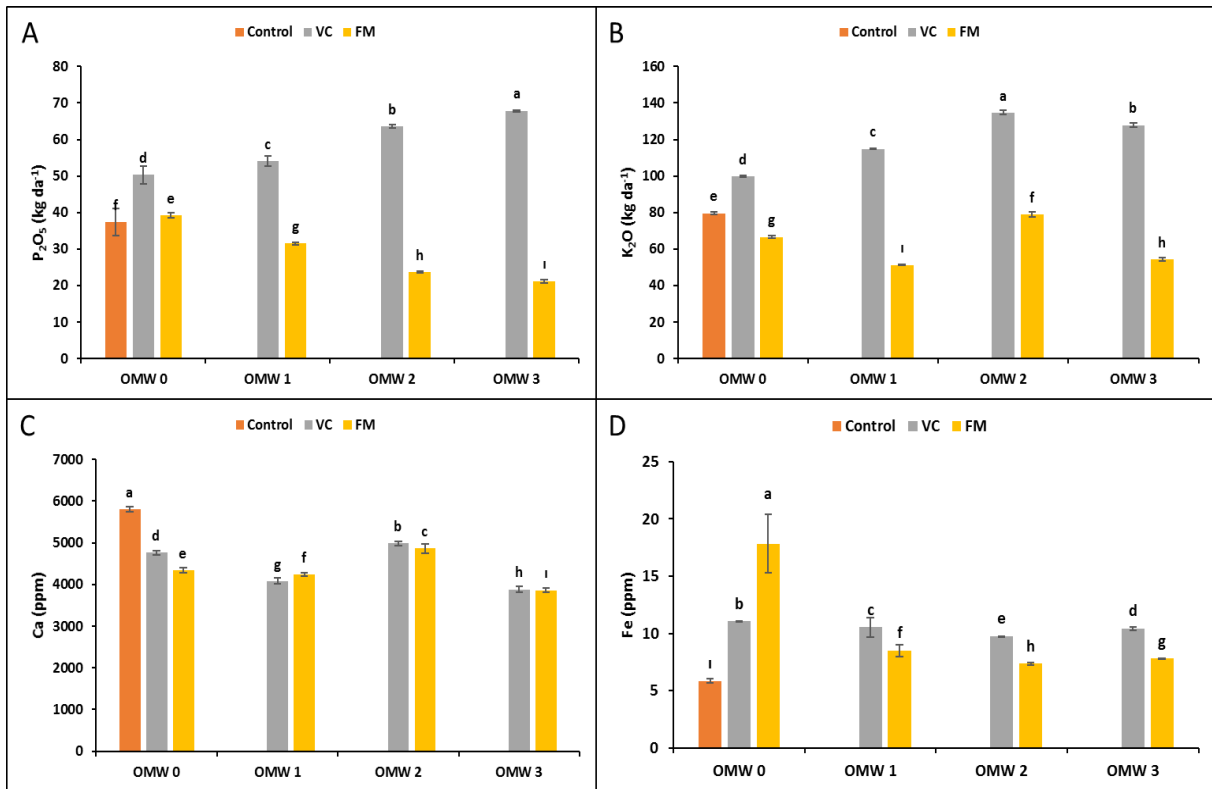 A
Control VC FM
P₂O₅ (kg da⁻¹)
80
70
60
50
40
30
20
10
0
f
d
e
c
g
b
h
a
ı
OMW 0 OMW 1 OMW 2 OMW 3
B
Control VC FM
K₂O (kg da⁻¹)
160
140
120
100
80
60
40
20
0
e
d
g
c
ı
a
f
b
h
OMW 0 OMW 1 OMW 2 OMW 3
C
Control VC FM
Ca (ppm)
7000
6000
5000
4000
3000
2000
1000
0
a
d
e
g
f
b
c
h
ı
OMW 0 OMW 1 OMW 2 OMW 3
D
Control VC FM
Fe (ppm)
25
20
15
10
5
0
ı
b
a
c
f
e
h
d
g
OMW 0 OMW 1 OMW 2 OMW 3